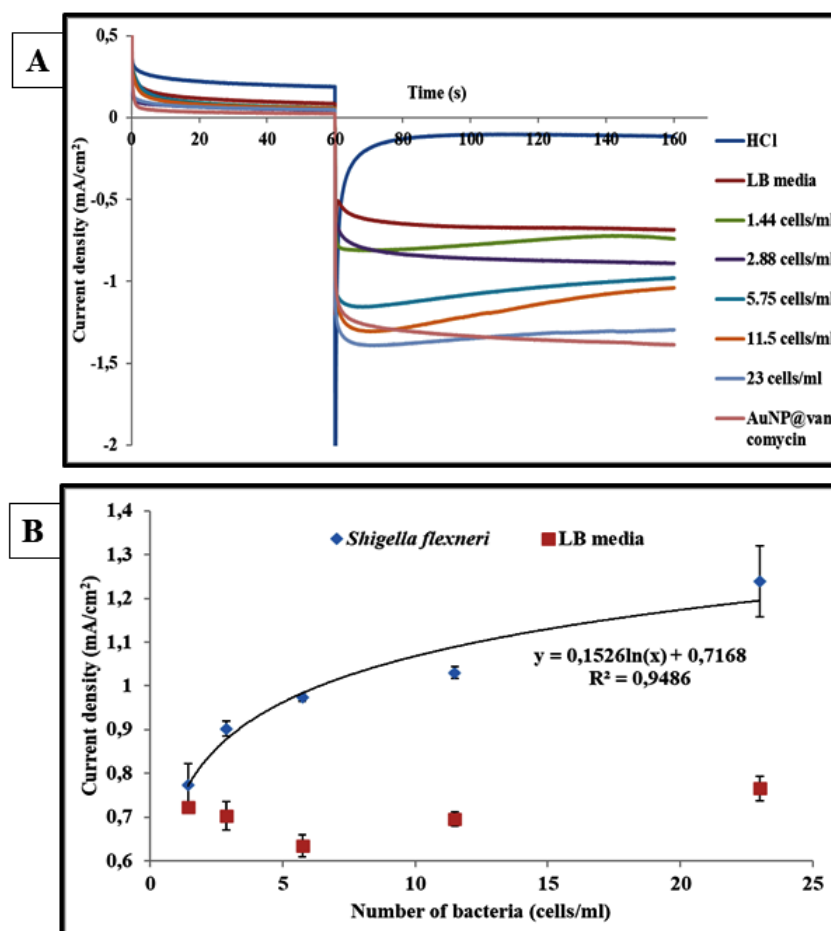 A
0,5
0
-0,5
-1
-1,5
-2
Current density (mA/cm²)
Time (s)
0 20 40 60 80 100 120 140 160
HCl
LB media
1.44 cells/ml
2.88 cells/ml
5.75 cells/ml
11.5 cells/ml
23 cells/ml
AuNP@van
comycin
B
1,4
1,3
1,2
1,1
1
0,9
0,8
0,7
0,6
Current density (mA/cm²)
Shigella flexneri LB media
y = 0,1526ln(x) + 0,7168
R² = 0,9486
0 5 10 15 20 25
Number of bacteria (cells/ml)